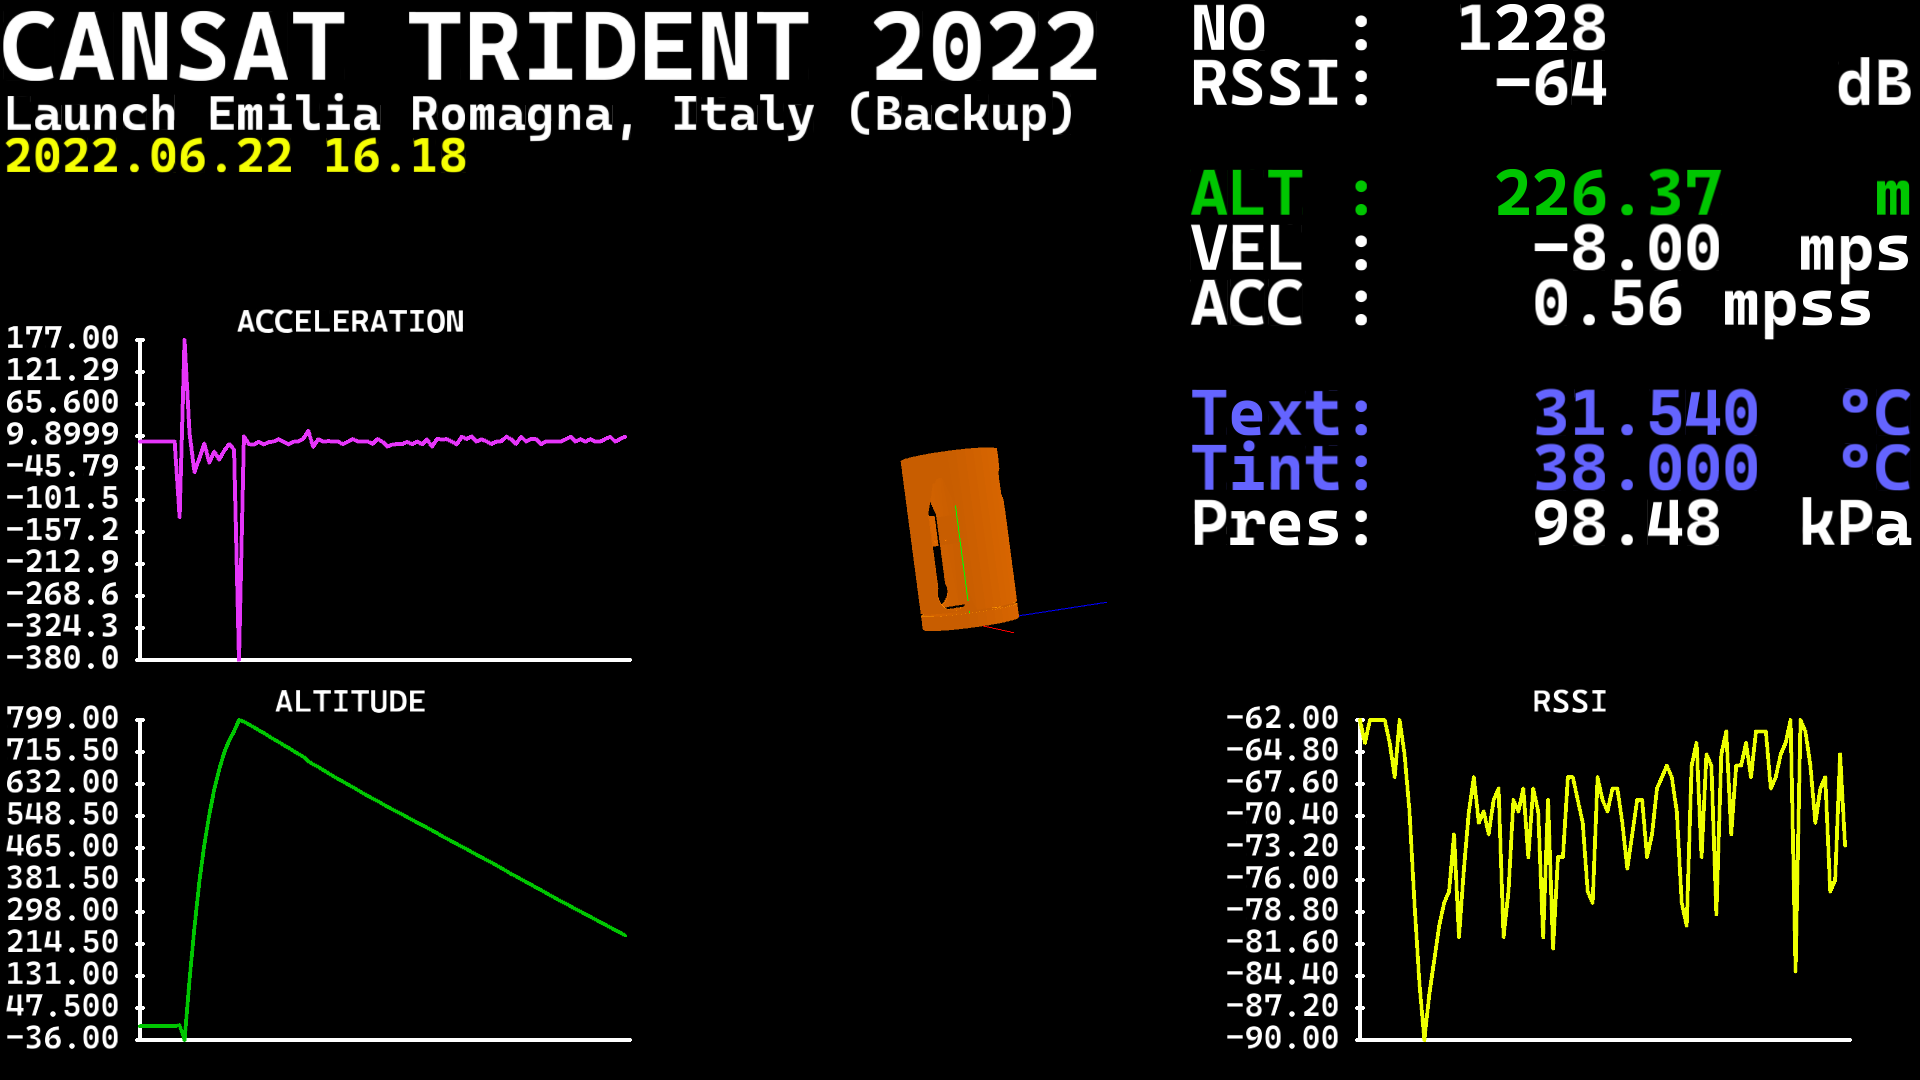 CANSAT TRIDENT 2022
Launch Emilia Romagna, Italy (Backup)
2022.06.22 16.18
NO : 1228
RSSI: -64 dB
ALT : 226.37 m
VEL : -8.00 mps
ACC : 0.56 mpss
Text: 31.540 °C
Tint: 38.000 °C
Pres: 98.48 kPa
ACCELERATION
177.00
121.29
65.600
9.8999
-45.79
-101.5
-157.2
-212.9
-268.6
-324.3
-380.0
ALTITUDE
799.00
715.50
632.00
548.50
465.00
381.50
298.00
214.50
131.00
47.500
-36.00
RSSI
-62.00
-64.80
-67.60
-70.40
-73.20
-76.00
-78.80
-81.60
-84.40
-87.20
-90.00